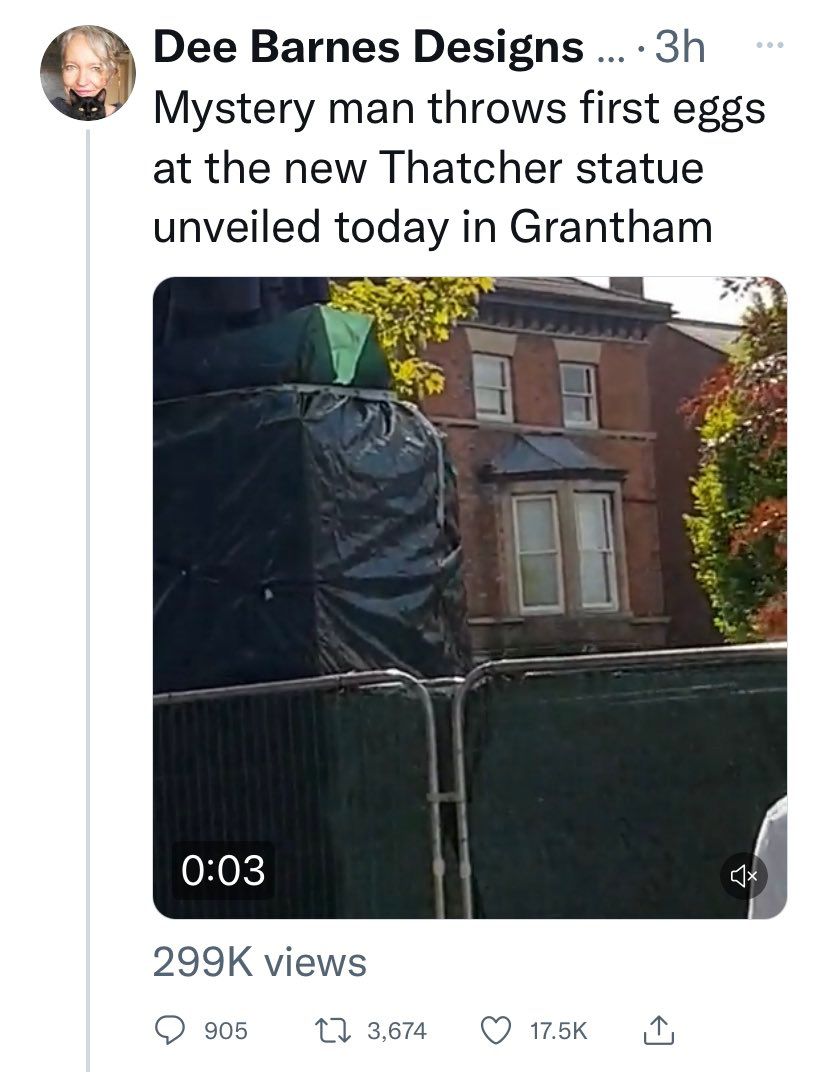 Dee Barnes Designs ... · 3h
Mystery man throws first eggs
at the new Thatcher statue
unveiled today in Grantham
0:03
299K views
905 3,674 17.5K